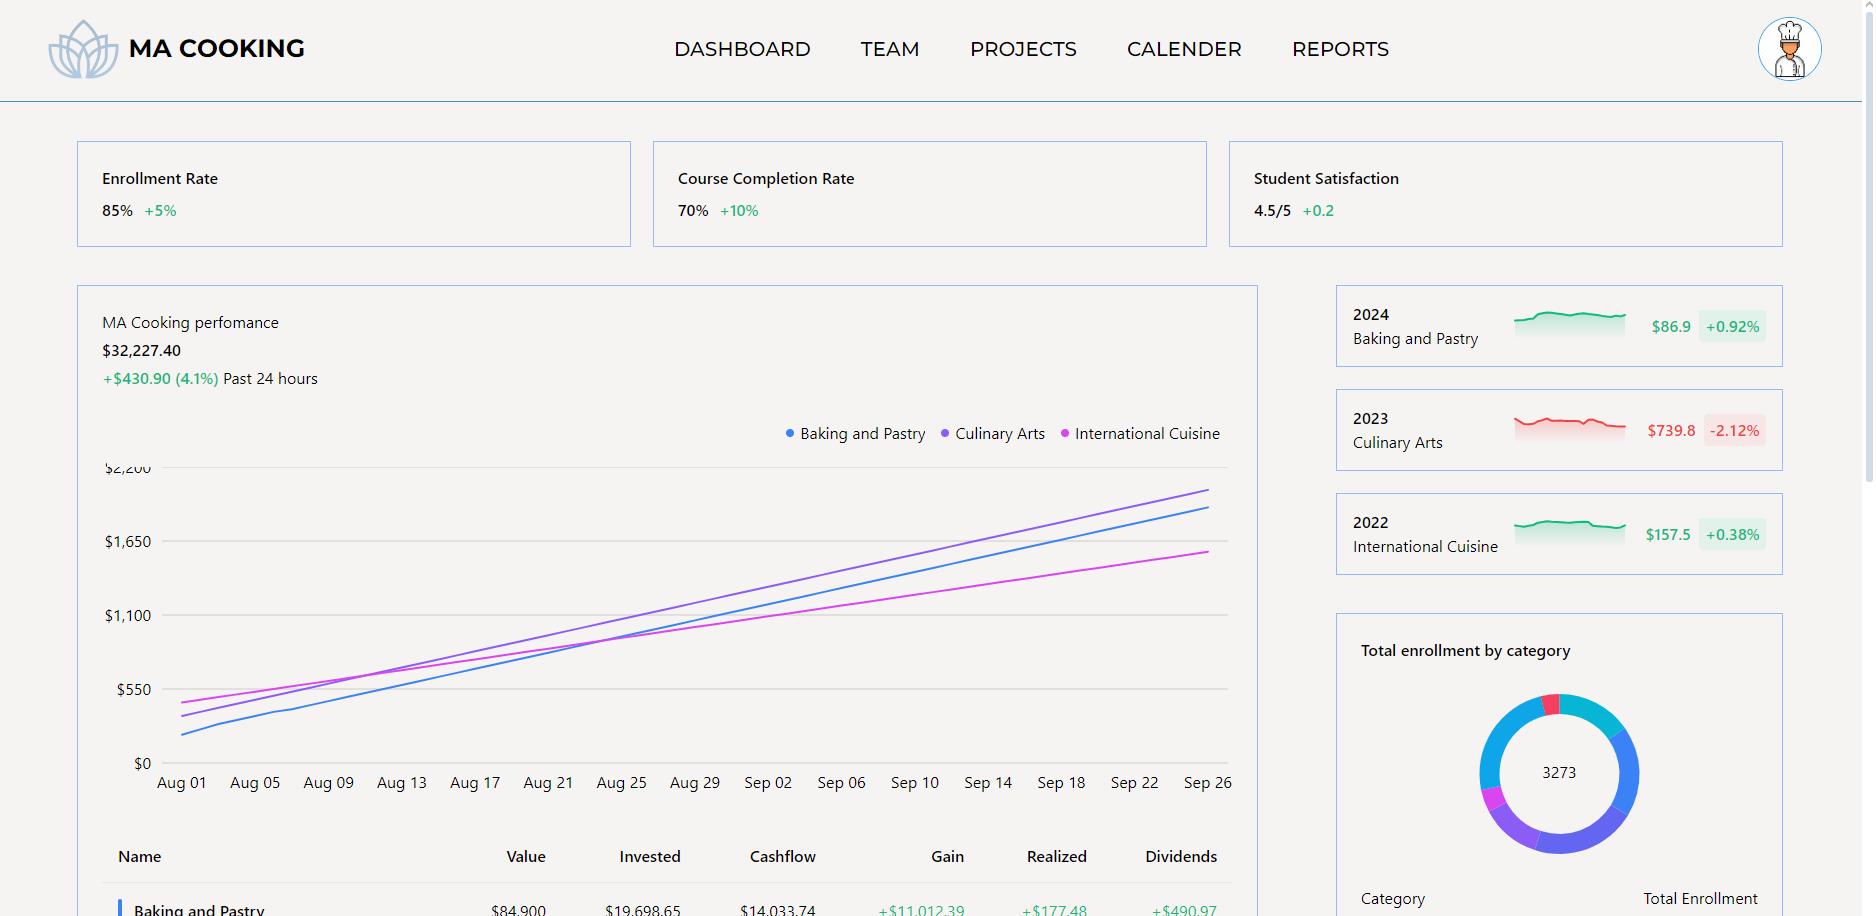 MA COOKING
DASHBOARD TEAM PROJECTS CALENDER REPORTS
Enrollment Rate
85% +5%
Course Completion Rate
70% +10%
Student Satisfaction
4.5/5 +0.2
MA Cooking perfomance
$32,227.40
+$430.90 (4.1%) Past 24 hours
Baking and Pastry Culinary Arts International Cuisine
$2,200
$1,650
$1,100
$550
$0
Aug 01 Aug 05 Aug 09 Aug 13 Aug 17 Aug 21 Aug 25 Aug 29 Sep 02 Sep 06 Sep 10 Sep 14 Sep 18 Sep 22 Sep 26
Name Value Invested Cashflow Gain Realized Dividends
Baking and Pastry $84,900 $19,698.65 $14,033.74 +$11,012.39 +$177.48 +$490.97
2024
Baking and Pastry
$86.9 +0.92%
2023
Culinary Arts
$739.8 -2.12%
2022
International Cuisine
$157.5 +0.38%
Total enrollment by category
3273
Category Total Enrollment